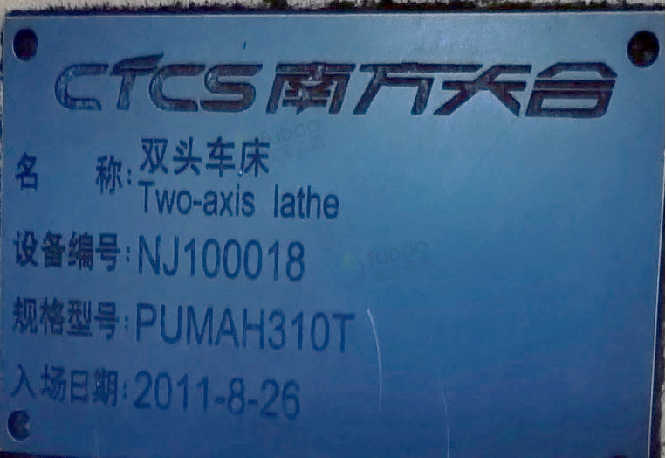 CTCS南方天合
名 称:双头车床
Two-axis lathe
设备编号:NJ100018
规格型号:PUMAH310T
入场日期:2011-8-26